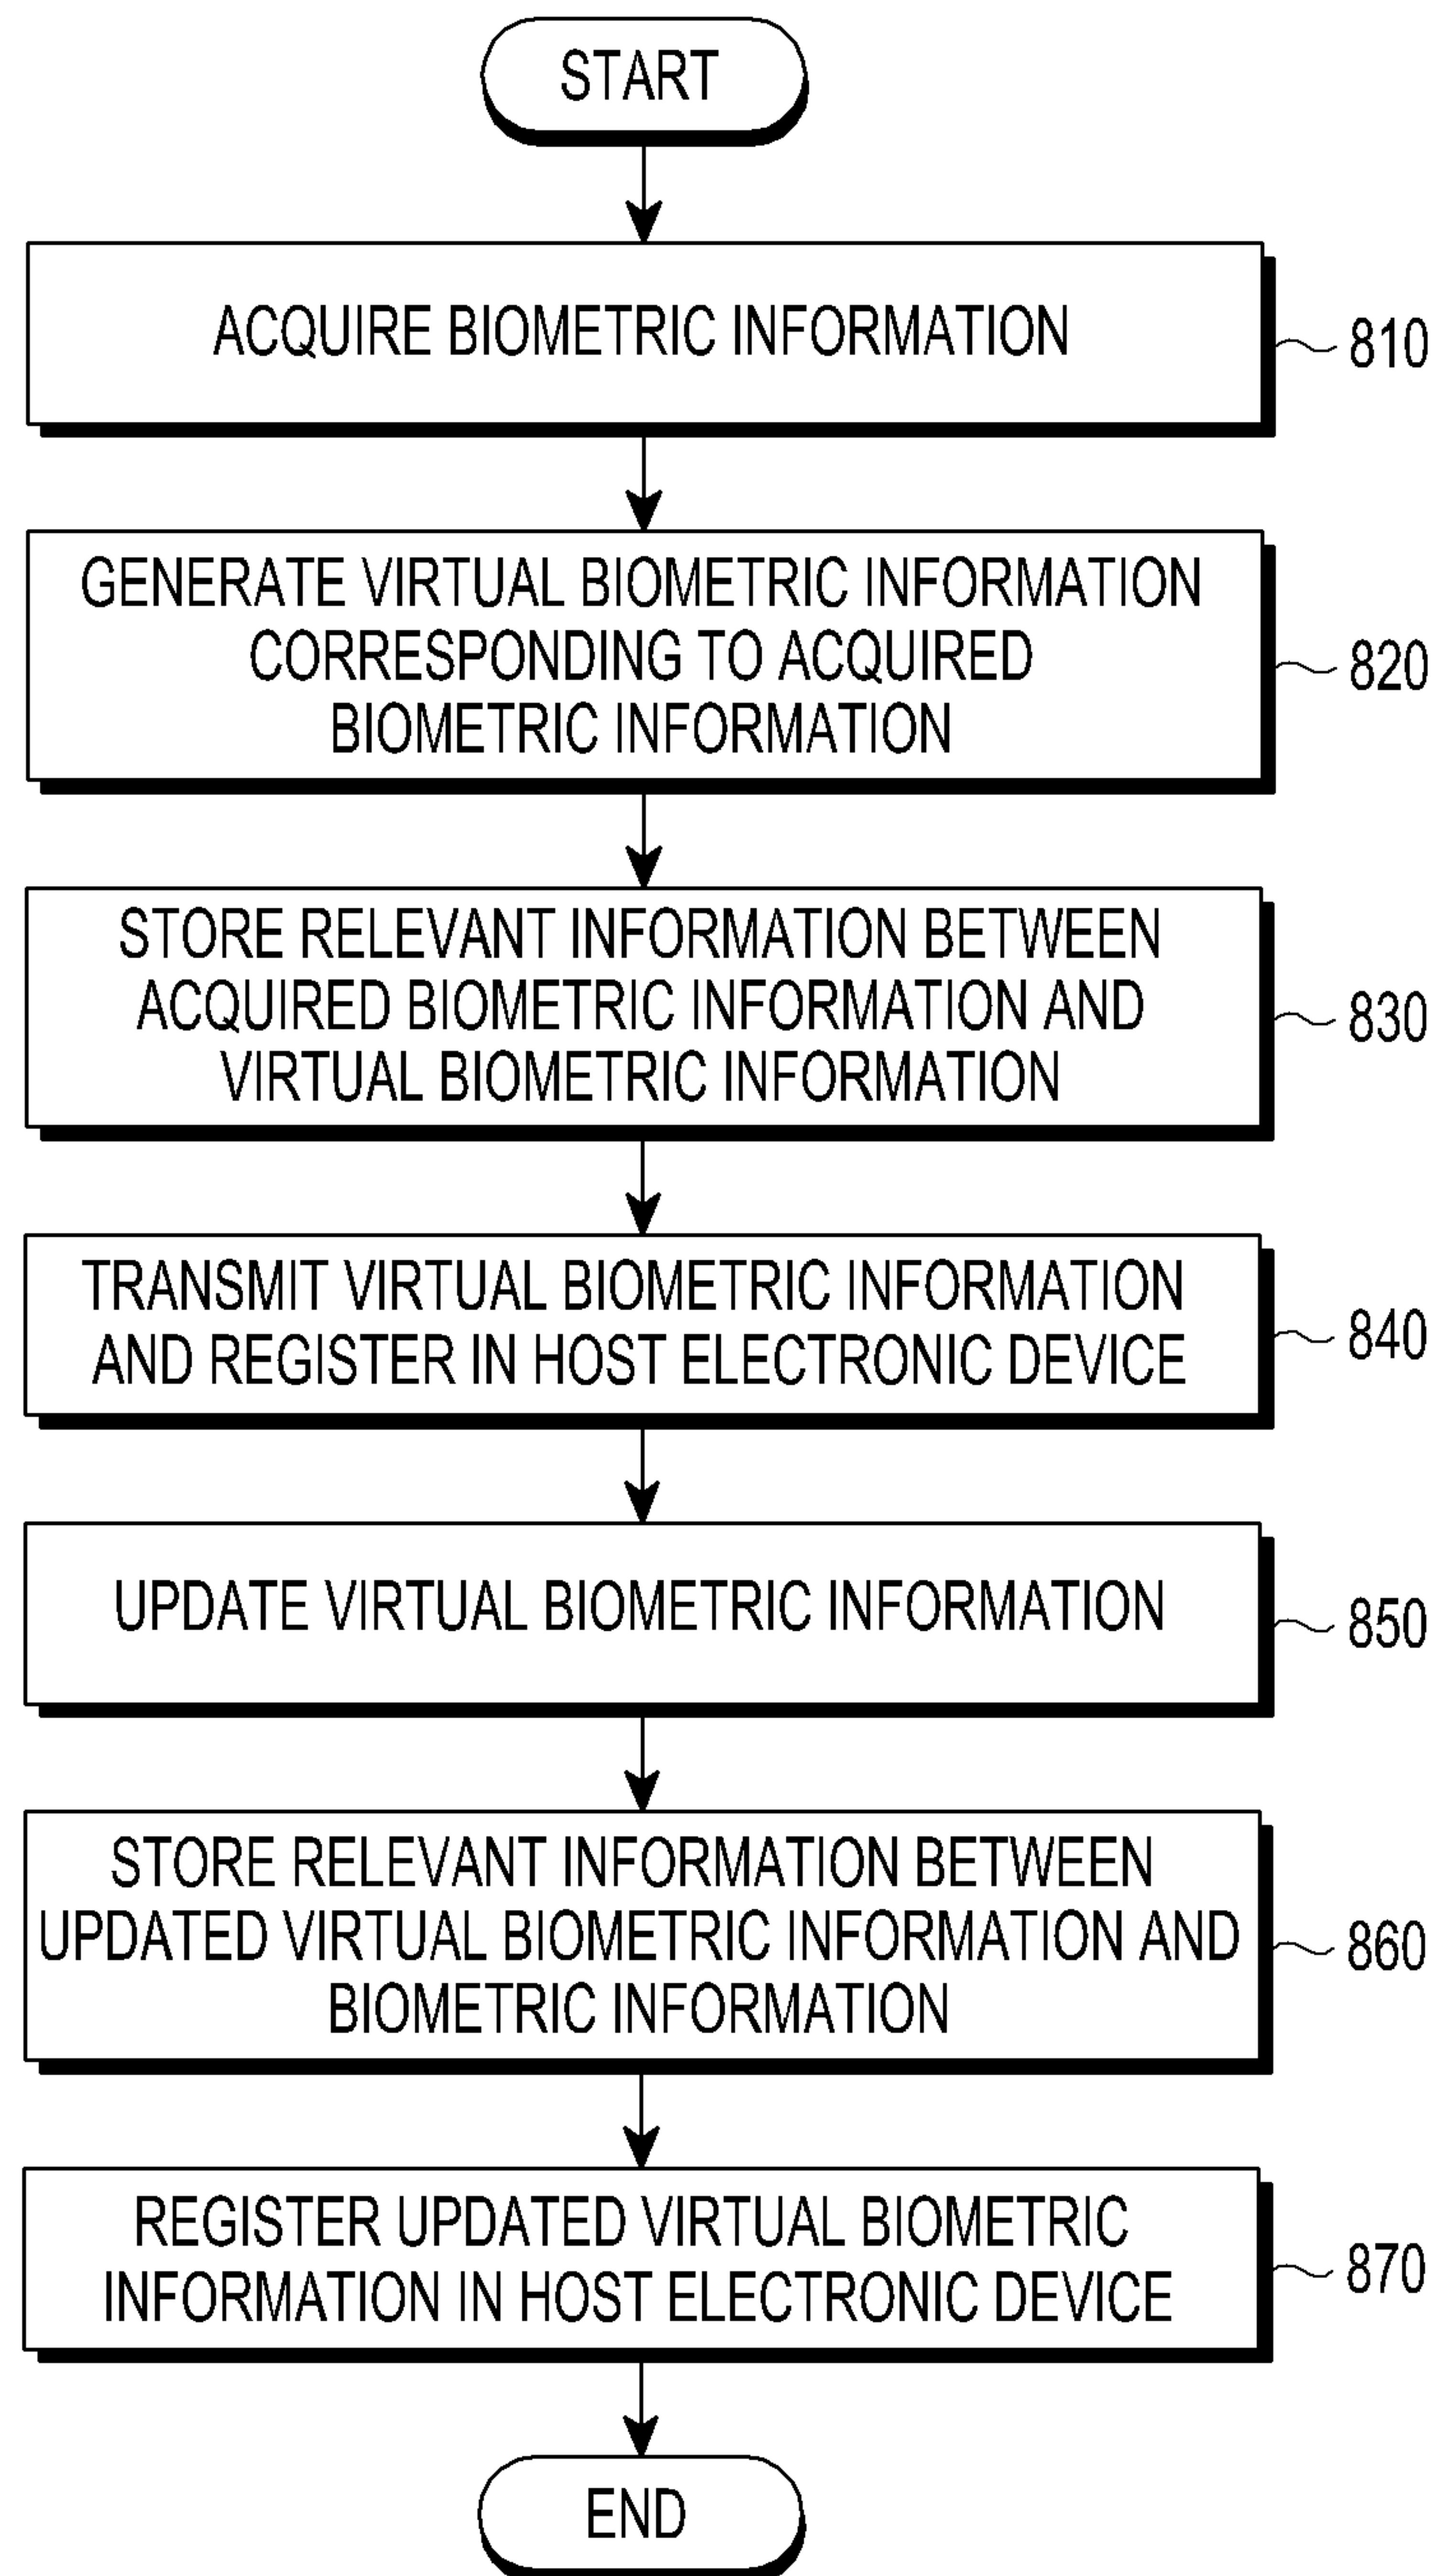 START
ACQUIRE BIOMETRIC INFORMATION
810
GENERATE VIRTUAL BIOMETRIC INFORMATION
CORRESPONDING TO ACQUIRED
BIOMETRIC INFORMATION
820
STORE RELEVANT INFORMATION BETWEEN
ACQUIRED BIOMETRIC INFORMATION AND
VIRTUAL BIOMETRIC INFORMATION
830
TRANSMIT VIRTUAL BIOMETRIC INFORMATION
AND REGISTER IN HOST ELECTRONIC DEVICE
840
UPDATE VIRTUAL BIOMETRIC INFORMATION
850
STORE RELEVANT INFORMATION BETWEEN
UPDATED VIRTUAL BIOMETRIC INFORMATION AND
BIOMETRIC INFORMATION
860
REGISTER UPDATED VIRTUAL BIOMETRIC
INFORMATION IN HOST ELECTRONIC DEVICE
870
END